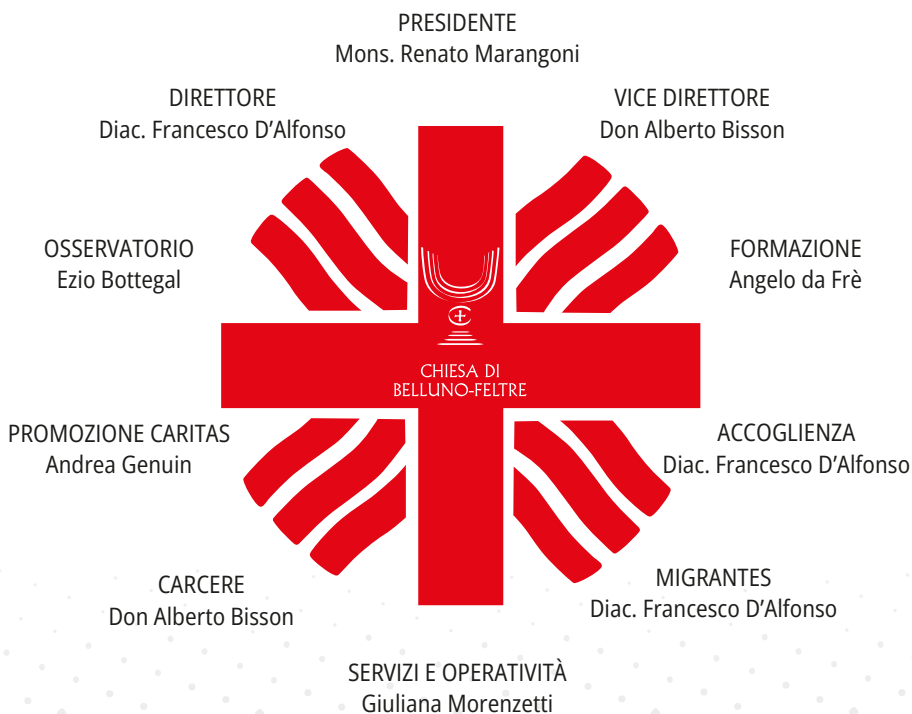 PRESIDENTE
Mons. Renato Marangoni
DIRETTORE
Diac. Francesco D’Alfonso
VICE DIRETTORE
Don Alberto Bisson
OSSERVATORIO
Ezio Bottegal
FORMAZIONE
Angelo da Frè
CHIESA DI
BELLUNO-FELTRE
PROMOZIONE CARITAS
Andrea Genuin
ACCOGLIENZA
Diac. Francesco D’Alfonso
CARCERE
Don Alberto Bisson
MIGRANTES
Diac. Francesco D’Alfonso
SERVIZI E OPERATIVITÀ
Giuliana Morenzetti